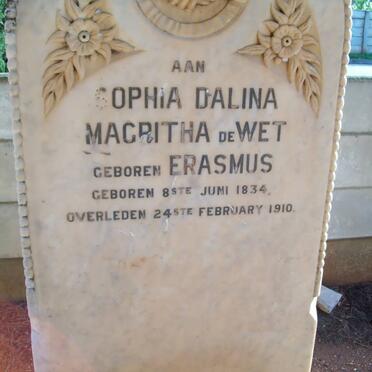 AAN
SOPHIA DALINA
MAGRITHA DE WET
GEBOREN ERASMUS
GEBOREN 8STE JUNI 1834,
OVERLEDEN 24STE FEBRUARY 1910.